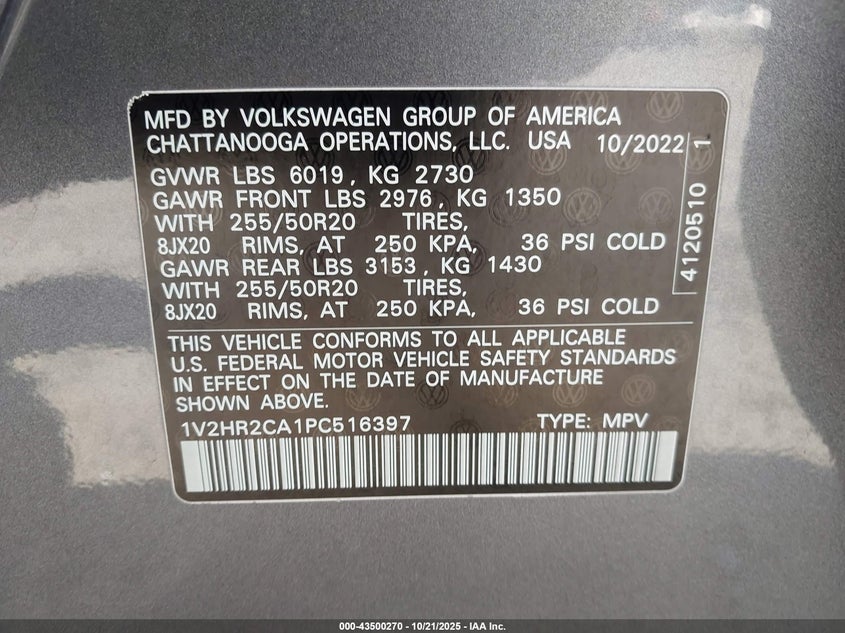 MFD BY VOLKSWAGEN GROUP OF AMERICA
CHATTANOOGA OPERATIONS, LLC. USA 10/2022
GVWR LBS 6019, KG 2730
GAWR FRONT LBS 2976, KG 1350
WITH 255/50R20 TIRES,
8JX20 RIMS, AT 250 KPA, 36 PSI COLD
GAWR REAR LBS 3153, KG 1430
WITH 255/50R20 TIRES,
8JX20 RIMS, AT 250 KPA, 36 PSI COLD
THIS VEHICLE CONFORMS TO ALL APPLICABLE
U.S. FEDERAL MOTOR VEHICLE SAFETY STANDARDS
IN EFFECT ON THE DATE OF MANUFACTURE
SHOWN ABOVE.
1V2HR2CA1PC516397 TYPE: MPV
4120510 1
000-43500270 - 10/21/2025 - IAA Inc.